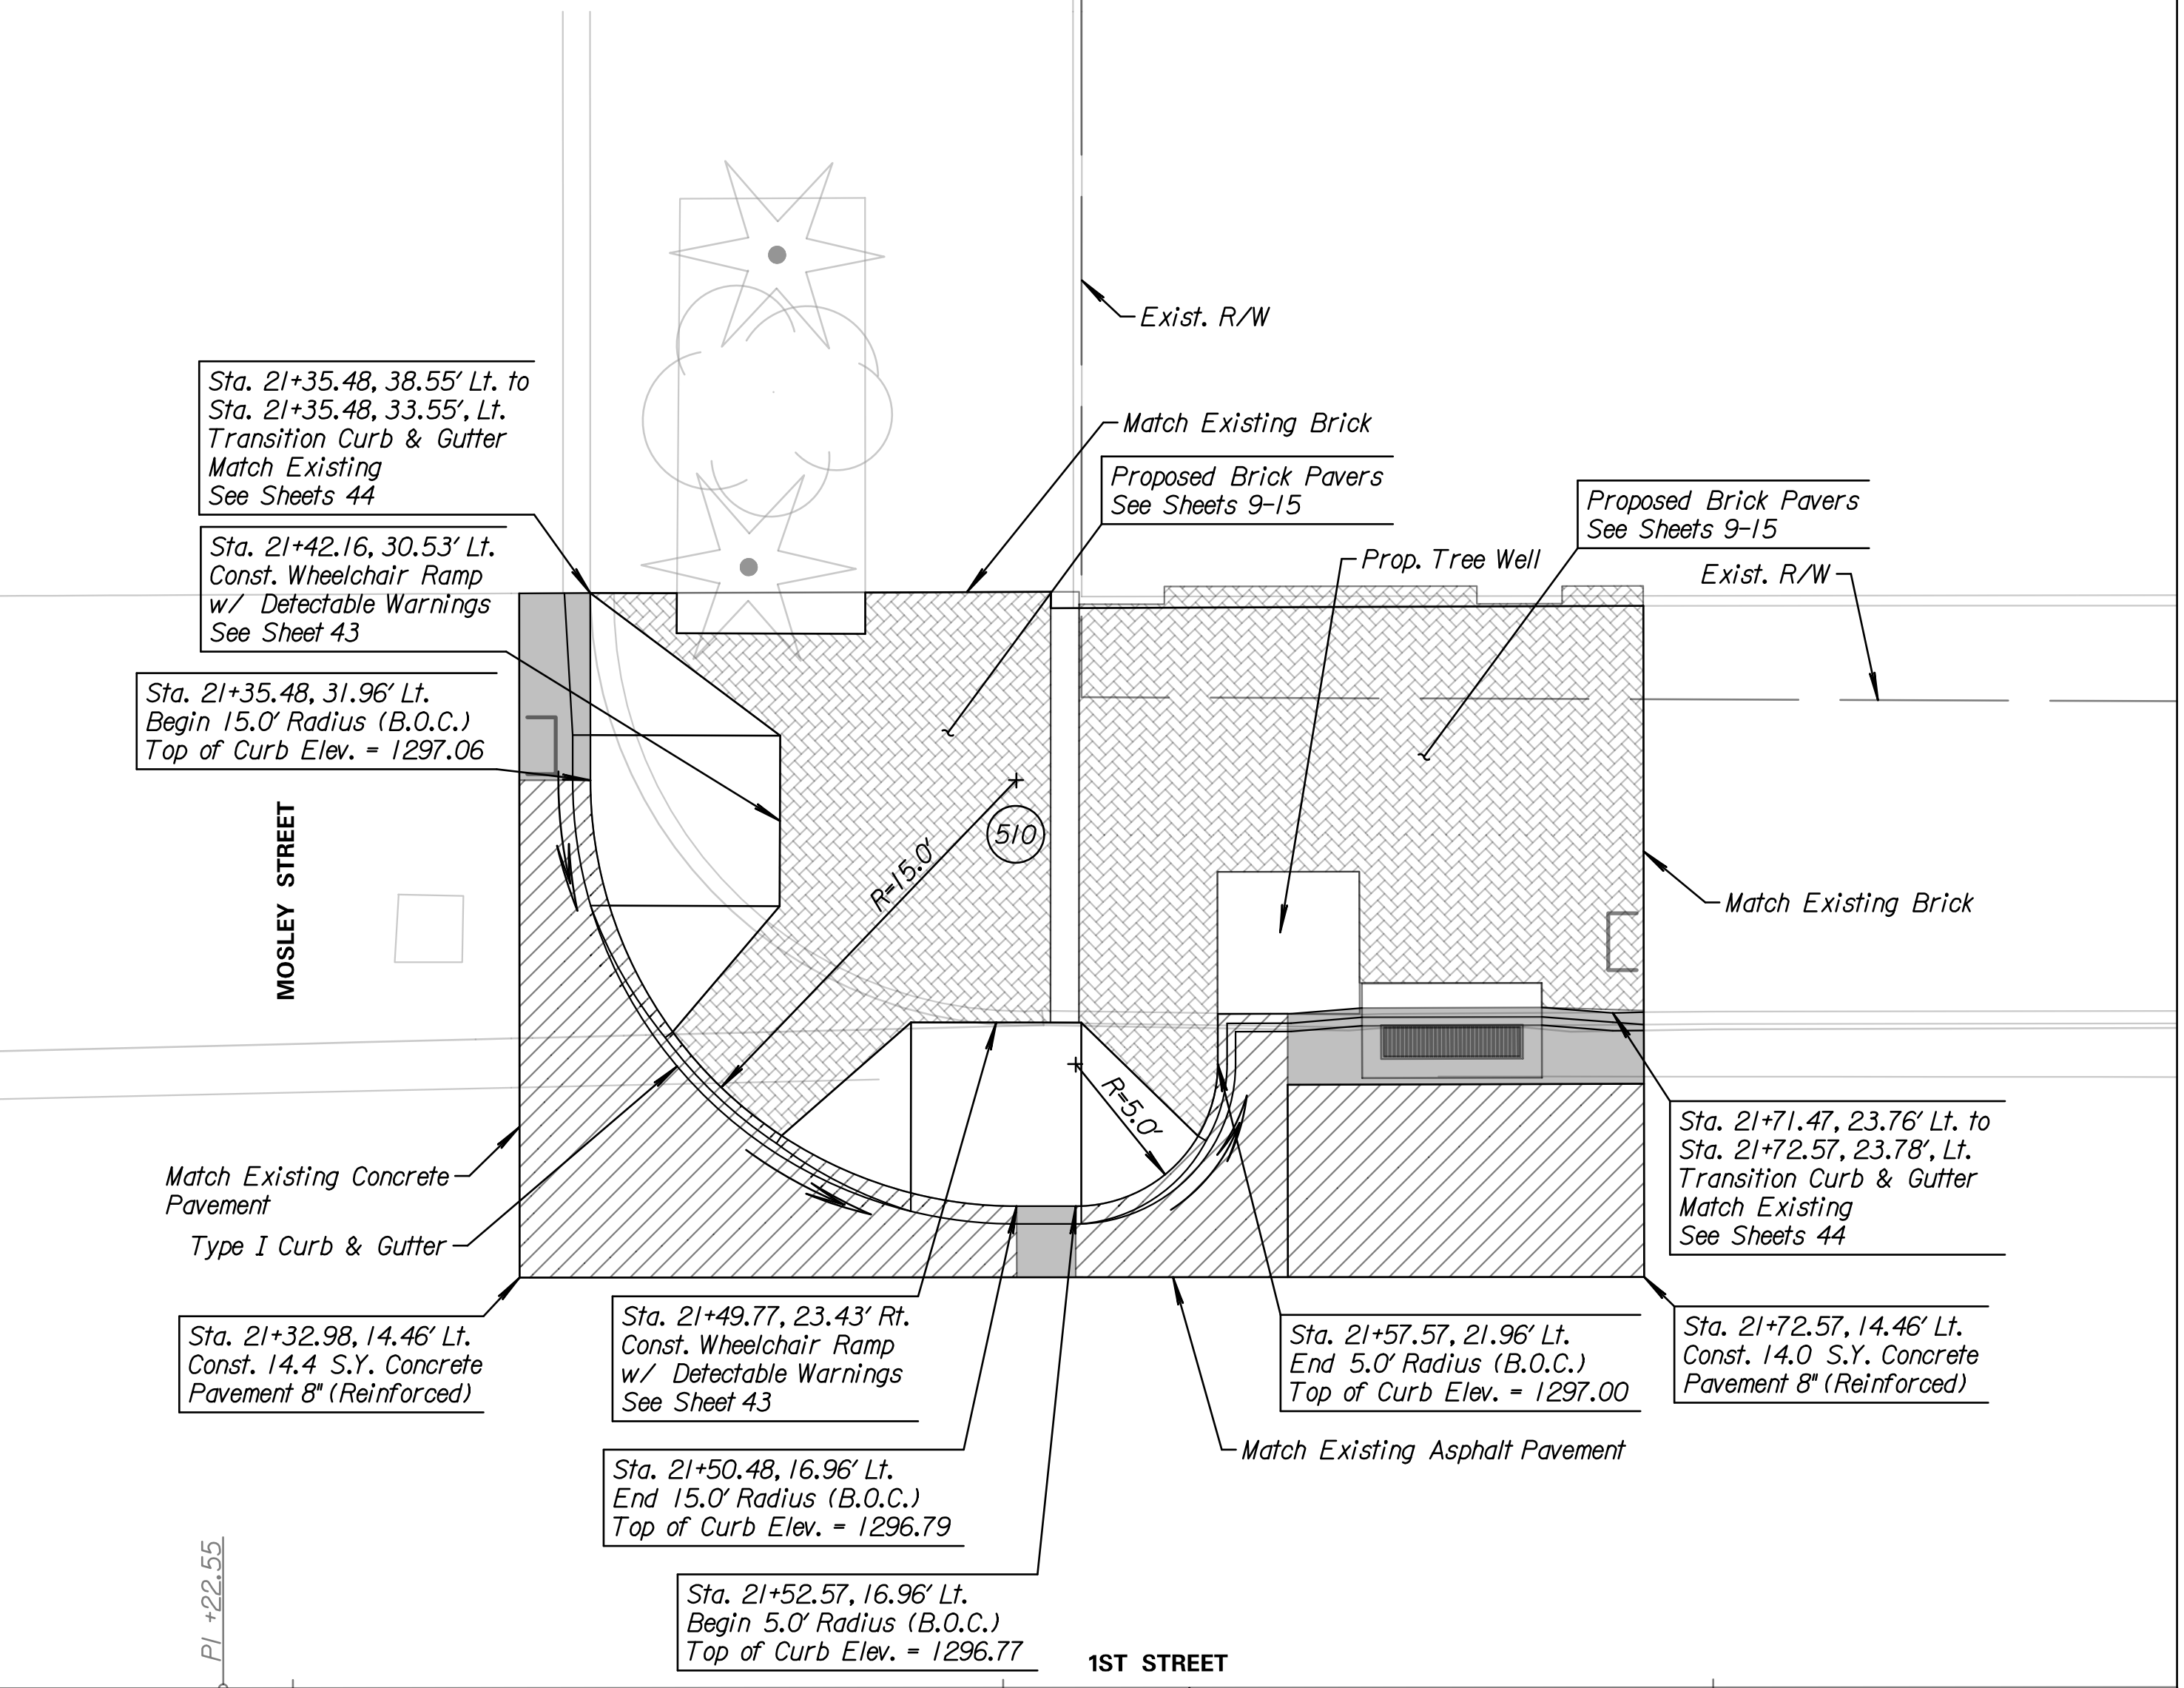 Exist. R/W
Sta. 21+35.48, 38.55' Lt. to
Sta. 21+35.48, 33.55', Lt.
Transition Curb & Gutter
Match Existing
See Sheets 44
Match Existing Brick
Proposed Brick Pavers
See Sheets 9-15
Proposed Brick Pavers
See Sheets 9-15
Sta. 21+42.16, 30.53' Lt.
Const. Wheelchair Ramp
w/ Detectable Warnings
See Sheet 43
Prop. Tree Well
Exist. R/W
Sta. 21+35.48, 31.96' Lt.
Begin 15.0' Radius (B.O.C.)
Top of Curb Elev. = 1297.06
MOSLEY STREET
R=15.0'
510
Match Existing Brick
R=5.0'
Match Existing Concrete
Pavement
Type I Curb & Gutter
Sta. 21+71.47, 23.76' Lt. to
Sta. 21+72.57, 23.78', Lt.
Transition Curb & Gutter
Match Existing
See Sheets 44
Sta. 21+32.98, 14.46' Lt.
Const. 14.4 S.Y. Concrete
Pavement 8" (Reinforced)
Sta. 21+49.77, 23.43' Rt.
Const. Wheelchair Ramp
w/ Detectable Warnings
See Sheet 43
Sta. 21+57.57, 21.96' Lt.
End 5.0' Radius (B.O.C.)
Top of Curb Elev. = 1297.00
Sta. 21+72.57, 14.46' Lt.
Const. 14.0 S.Y. Concrete
Pavement 8" (Reinforced)
Match Existing Asphalt Pavement
Sta. 21+50.48, 16.96' Lt.
End 15.0' Radius (B.O.C.)
Top of Curb Elev. = 1296.79
Sta. 21+52.57, 16.96' Lt.
Begin 5.0' Radius (B.O.C.)
Top of Curb Elev. = 1296.77
PI +22.55
1ST STREET